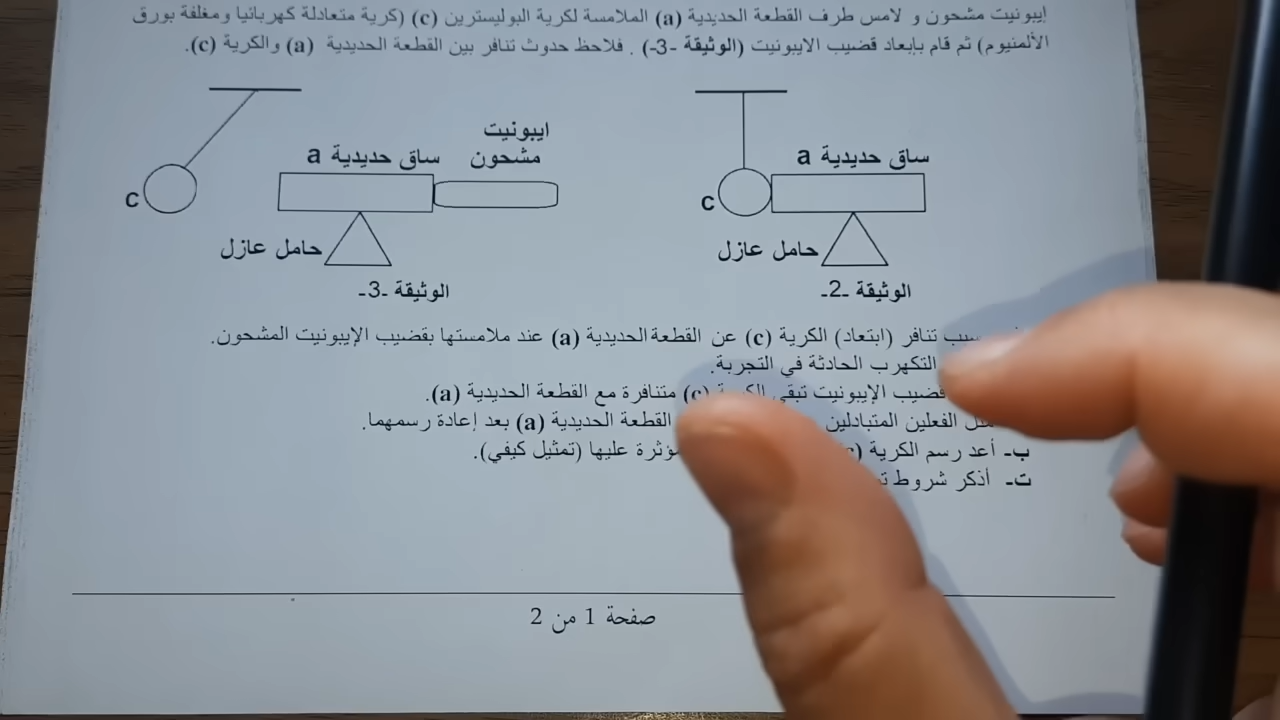 إيبونيت مشحون و لامس طرف القطعة الحديدية (a) الملامسة لكرية البوليسترين (c) (كرية متعادلة كهربائيا ومغلفة بورق
الألمنيوم) ثم قام بإبعاد قضيب الايبونيت (الوثيقة -3-) . فلاحظ حدوث تنافر بين القطعة الحديدية (a) والكرية (c).
ساق حديدية a
c
حامل عازل
الوثيقة -2-
ايبونيت
مشحون
ساق حديدية a
c
حامل عازل
الوثيقة -3-
سبب تنافر (ابتعاد) الكرية (c) عن القطعة الحديدية (a) عند ملامستها بقضيب الإيبونيت المشحون.
التكهرب الحادثة في التجربة.
قضيب الإيبونيت تبقى (c) متنافرة مع القطعة الحديدية (a).
الفعلين المتبادلين القطعة الحديدية (a) بعد إعادة رسمهما.
ب- أعد رسم الكرية عليها (تمثيل كيفي).
ت- أذكر شروط
صفحة 1 من 2